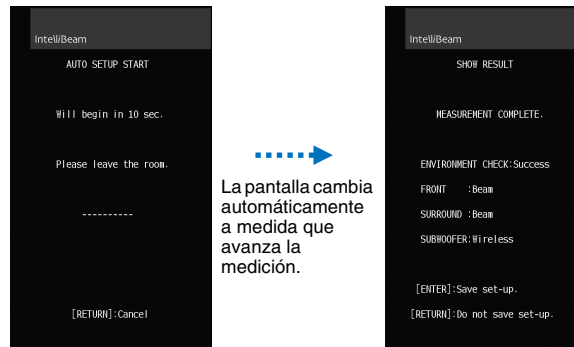 IntelliBeam
AUTO SETUP START
Will begin in 10 sec.
Please leave the room.
----------
[RETURN]:Cancel
La pantalla cambia
automáticamente
a medida que
avanza la
medición.
IntelliBeam
SHOW RESULT
MEASUREMENT COMPLETE.
ENVIRONMENT CHECK:Success
FRONT :Beam
SURROUND :Beam
SUBWOOFER:Wireless
[ENTER]:Save set-up.
[RETURN]:Do not save set-up.